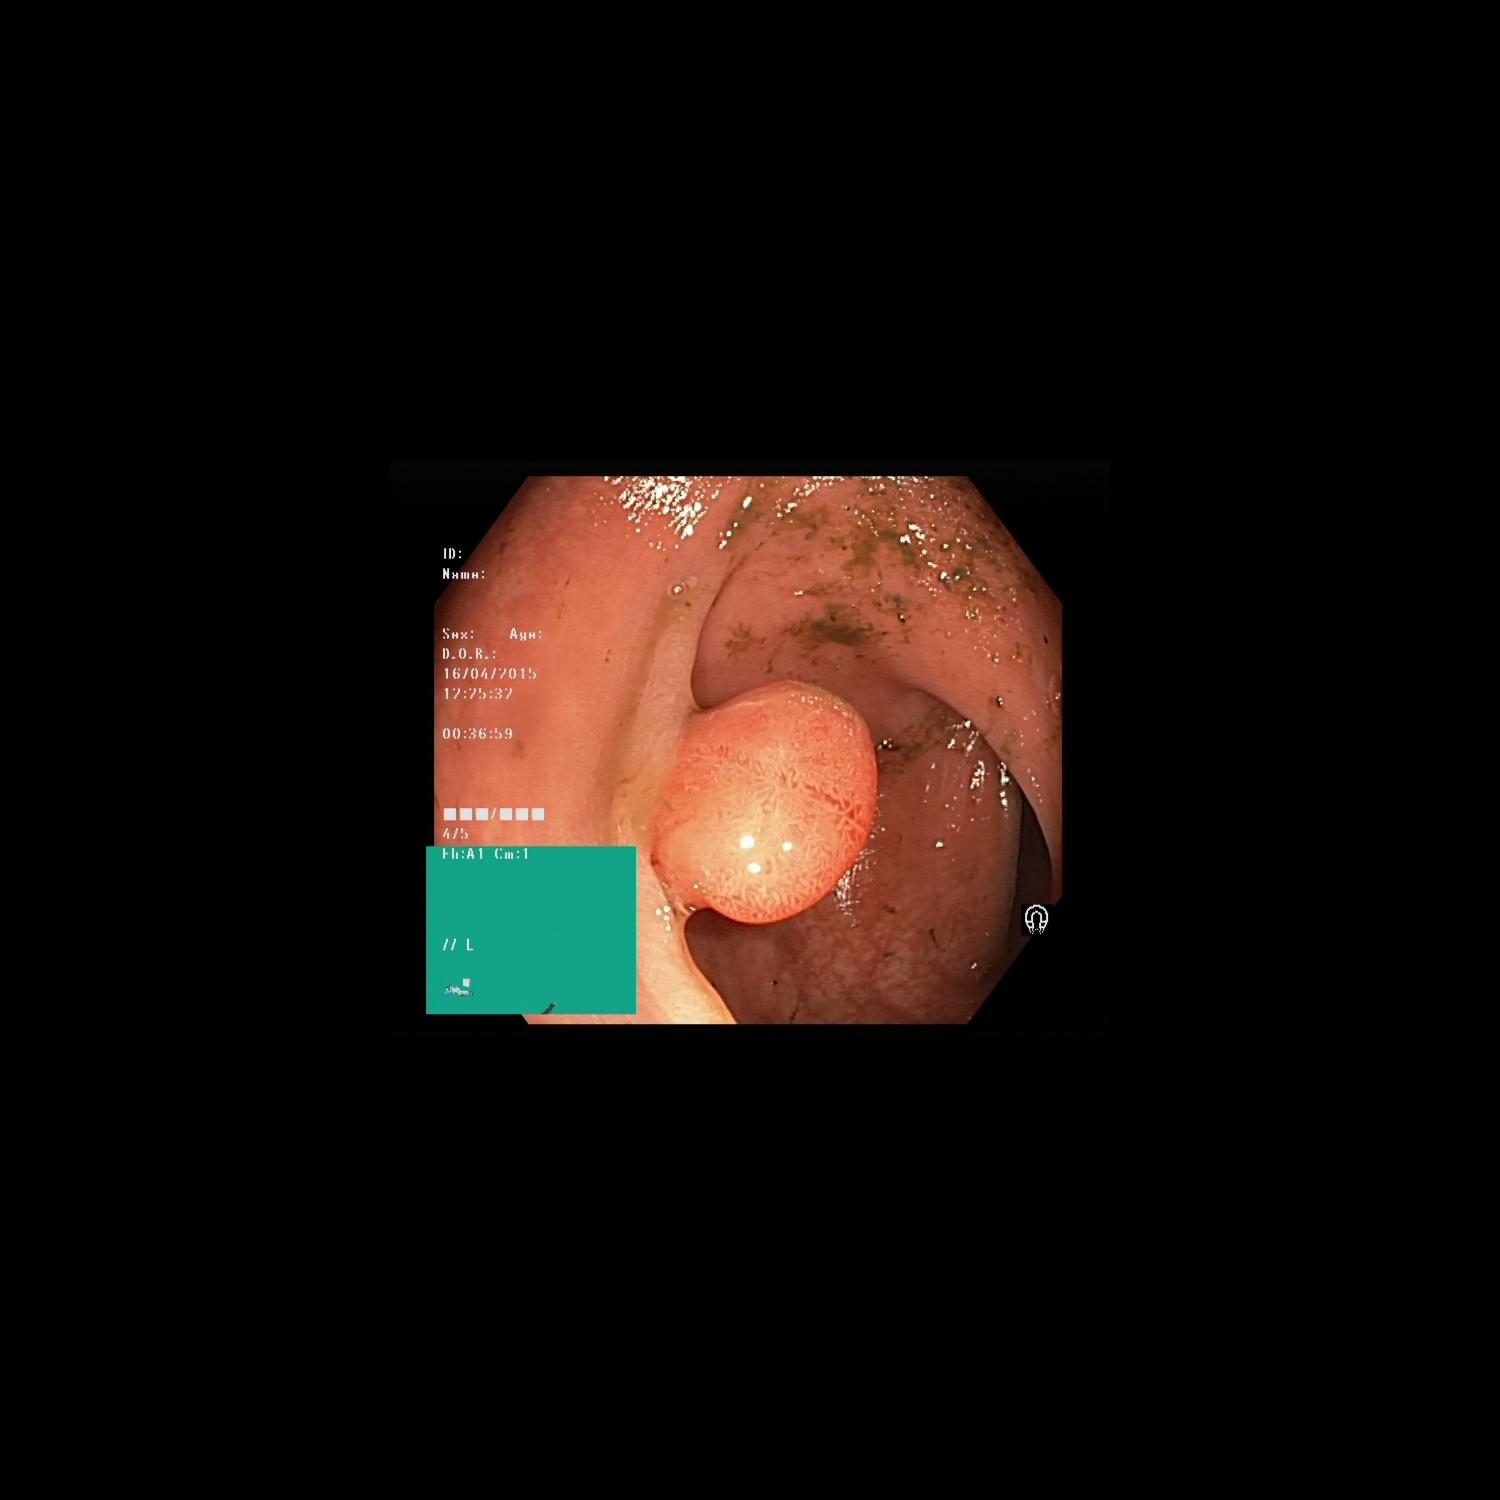 ID:
Name:
Sex: Age:
D.O.B.:
16/04/2015
12:25:32
00:36:59
■■■/■■■
4/5
Eh:A1 Cm:1
// L